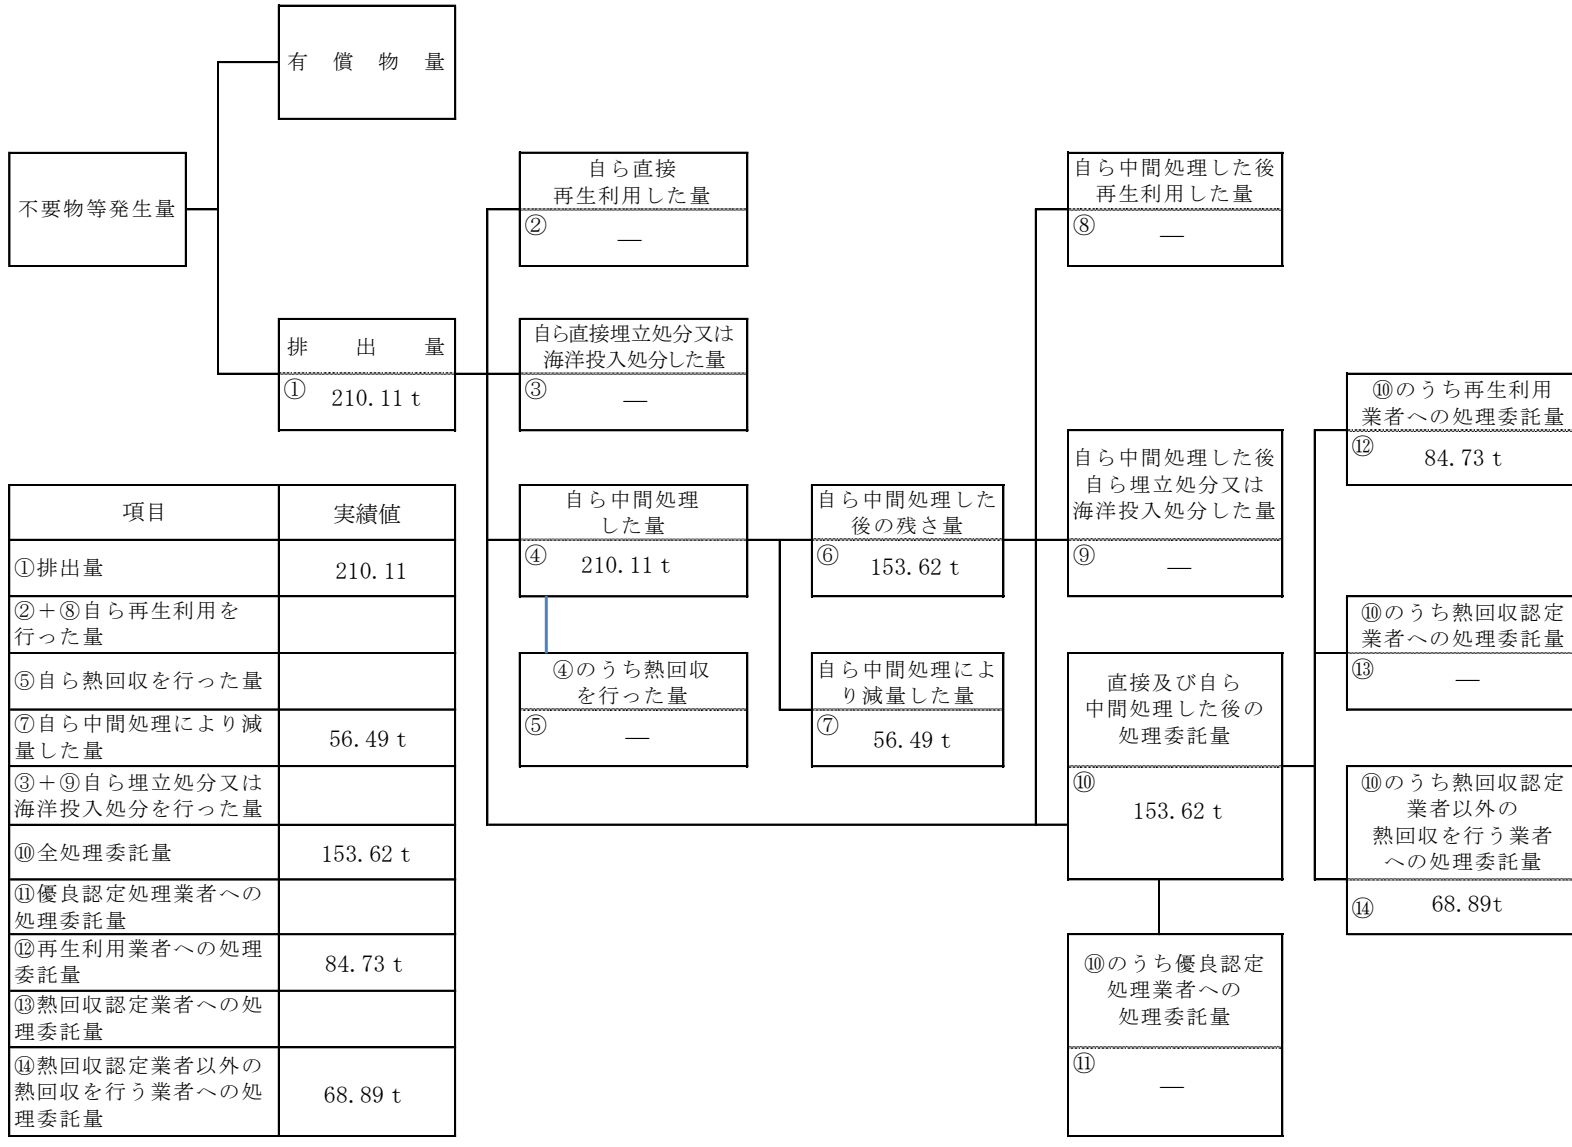 有償物量
不要物等発生量
排出量
① 210.11 t
自ら直接
再生利用した量
②
―
自ら直接埋立処分又は
海洋投入処分した量
③
―
自ら中間処理
した量
④ 210.11 t
④のうち熱回収
を行った量
⑤
―
自ら中間処理した
後の残さ量
⑥ 153.62 t
自ら中間処理によ
り減量した量
⑦ 56.49 t
自ら中間処理した後
再生利用した量
⑧
―
自ら中間処理した後
自ら埋立処分又は
海洋投入処分した量
⑨
―
直接及び自ら
中間処理した後の
処理委託量
⑩
153.62 t
⑩のうち優良認定
処理業者への
処理委託量
⑪
―
⑩のうち再生利用
業者への処理委託量
⑫ 84.73 t
⑩のうち熱回収認定
業者への処理委託量
⑬
―
⑩のうち熱回収認定
業者以外の
熱回収を行う業者
への処理委託量
⑭ 68.89t
項目 実績値
①排出量 210.11
②＋⑧自ら再生利用を
行った量
⑤自ら熱回収を行った量
⑦自ら中間処理により減
量した量 56.49 t
③＋⑨自ら埋立処分又は
海洋投入処分を行った量
⑩全処理委託量 153.62 t
⑪優良認定処理業者への
処理委託量
⑫再生利用業者への処理
委託量 84.73 t
⑬熱回収認定業者への処
理委託量
⑭熱回収認定業者以外の
熱回収を行う業者への処
理委託量 68.89 t